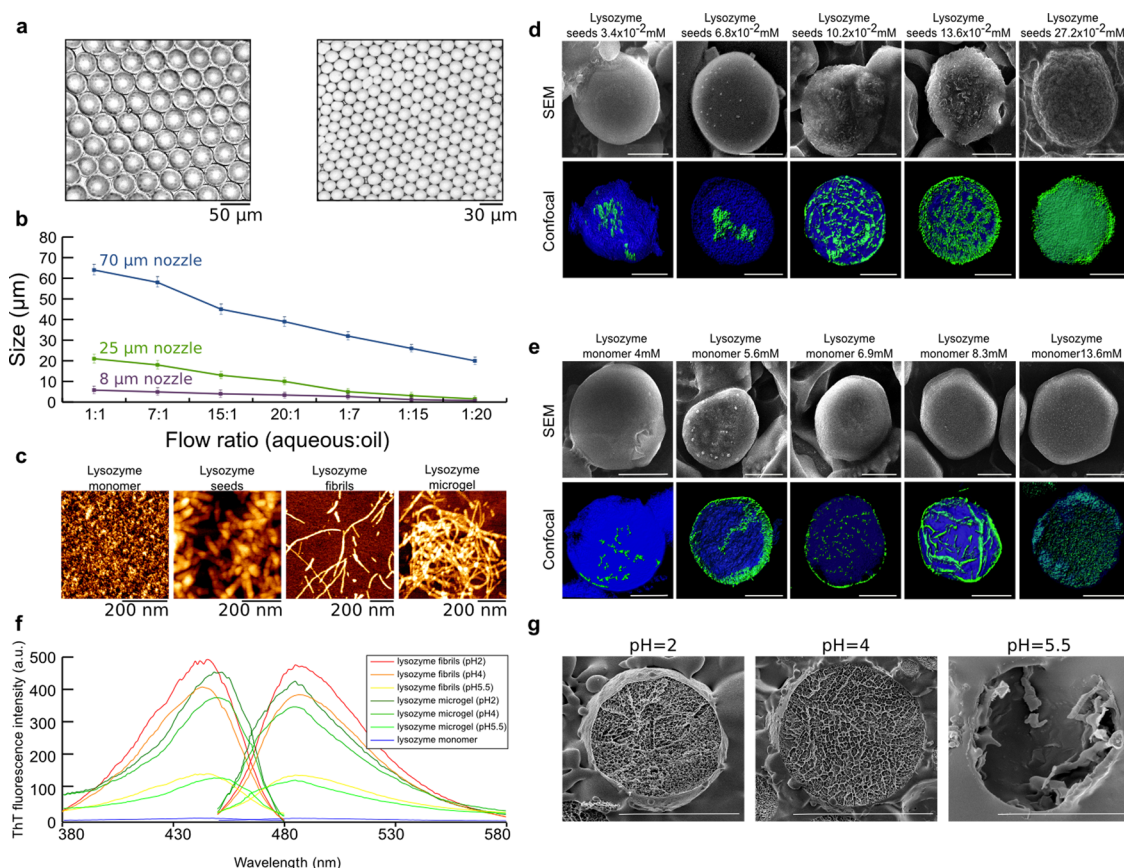 a
50 μm
30 μm
b
Size (μm)
80
70
60
50
40
30
20
10
0
70 μm nozzle
25 μm nozzle
8 μm nozzle
1:1
7:1
15:1
20:1
1:7
1:15
1:20
Flow ratio (aqueous:oil)
c
Lysozyme
monomer
Lysozyme
seeds
Lysozyme
fibrils
Lysozyme
microgel
200 nm
200 nm
200 nm
200 nm
f
ThT fluorescence intensity (a.u.)
500
400
300
200
100
0
380
430
480
530
580
Wavelength (nm)
lysozyme fibrils (pH2)
lysozyme fibrils (pH4)
lysozyme fibrils (pH5.5)
lysozyme microgel (pH2)
lysozyme microgel (pH4)
lysozyme microgel (pH5.5)
lysozyme monomer
d
Lysozyme
seeds 3.4x10⁻²mM
Lysozyme
seeds 6.8x10⁻²mM
Lysozyme
seeds 10.2x10⁻²mM
Lysozyme
seeds 13.6x10⁻²mM
Lysozyme
seeds 27.2x10⁻²mM
SEM
Confocal
e
Lysozyme
monomer 4mM
Lysozyme
monomer 5.6mM
Lysozyme
monomer 6.9mM
Lysozyme
monomer 8.3mM
Lysozyme
monomer13.6mM
SEM
Confocal
g
pH=2
pH=4
pH=5.5